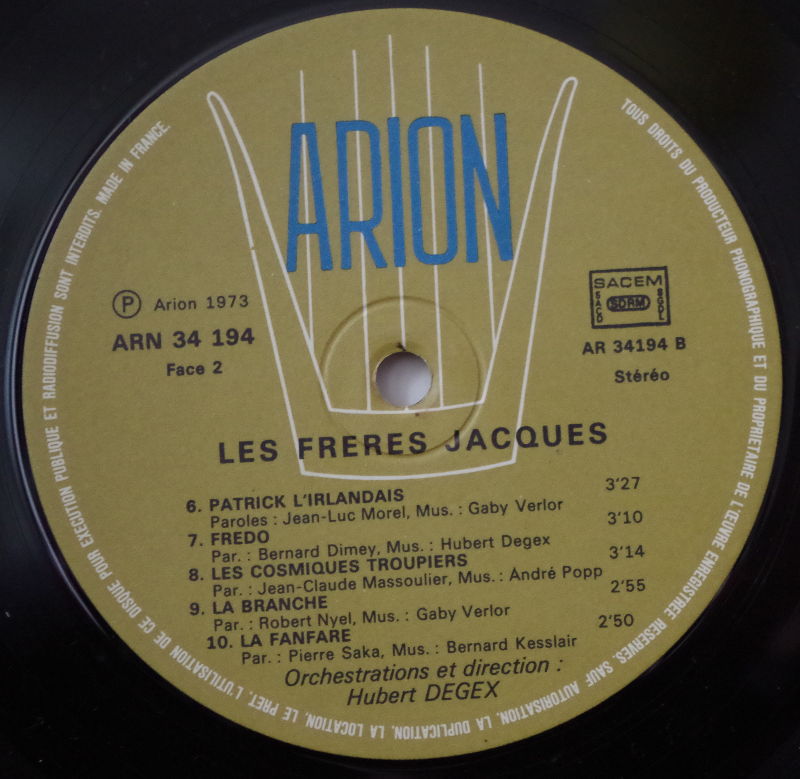 ARION
Ⓟ Arion 1973
ARN 34 194
Face 2
SACEM
SACD
SDRM
SGDL
AR 34194 B
Stéréo
LES FRERES JACQUES
6. PATRICK L'IRLANDAIS 3'27
Paroles : Jean-Luc Morel, Mus. : Gaby Verlor
7. FREDO 3'10
Par. : Bernard Dimey, Mus. : Hubert Degex
8. LES COSMIQUES TROUPIERS 3'14
Par. : Jean-Claude Massoulier, Mus. : André Popp
9. LA BRANCHE 2'55
Par. : Robert Nyel, Mus. : Gaby Verlor
10. LA FANFARE 2'50
Par. : Pierre Saka, Mus. : Bernard Kesslair
Orchestrations et direction :
Hubert DEGEX
TOUS DROITS DU PRODUCTEUR PHONOGRAPHIQUE ET DU PROPRIETAIRE DE L'ŒUVRE ENREGISTREE RESERVES. SAUF AUTORISATION, LA DUPLICATION, LA LOCATION, LE PRET, L'UTILISATION DE CE DISQUE POUR EXECUTION PUBLIQUE ET RADIODIFFUSION SONT INTERDITS. MADE IN FRANCE.